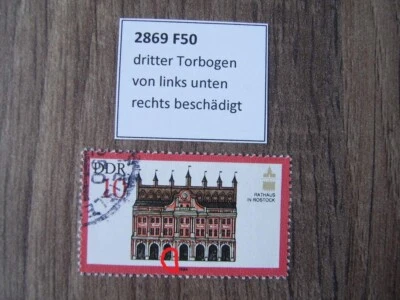 2869 F50
dritter Torbogen
von links unten
rechts beschädigt
DDR
10
RATHAUS
IN ROSTOCK